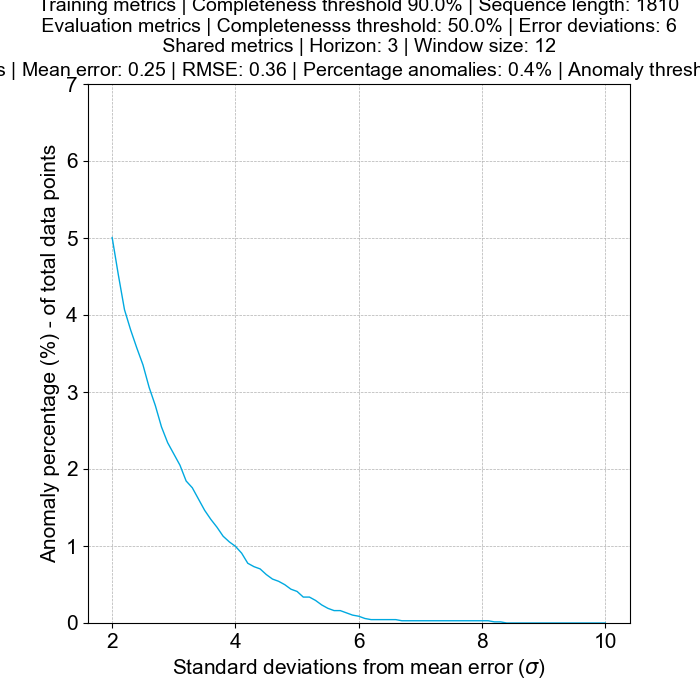 Training metrics | Completeness threshold 90.0% | Sequence length: 1810
Evaluation metrics | Completenesss threshold: 50.0% | Error deviations: 6
Shared metrics | Horizon: 3 | Window size: 12
s | Mean error: 0.25 | RMSE: 0.36 | Percentage anomalies: 0.4% | Anomaly thresh
7
6
5
4
3
2
1
0
Anomaly percentage (%) - of total data points
2 4 6 8 10
Standard deviations from mean error (σ)